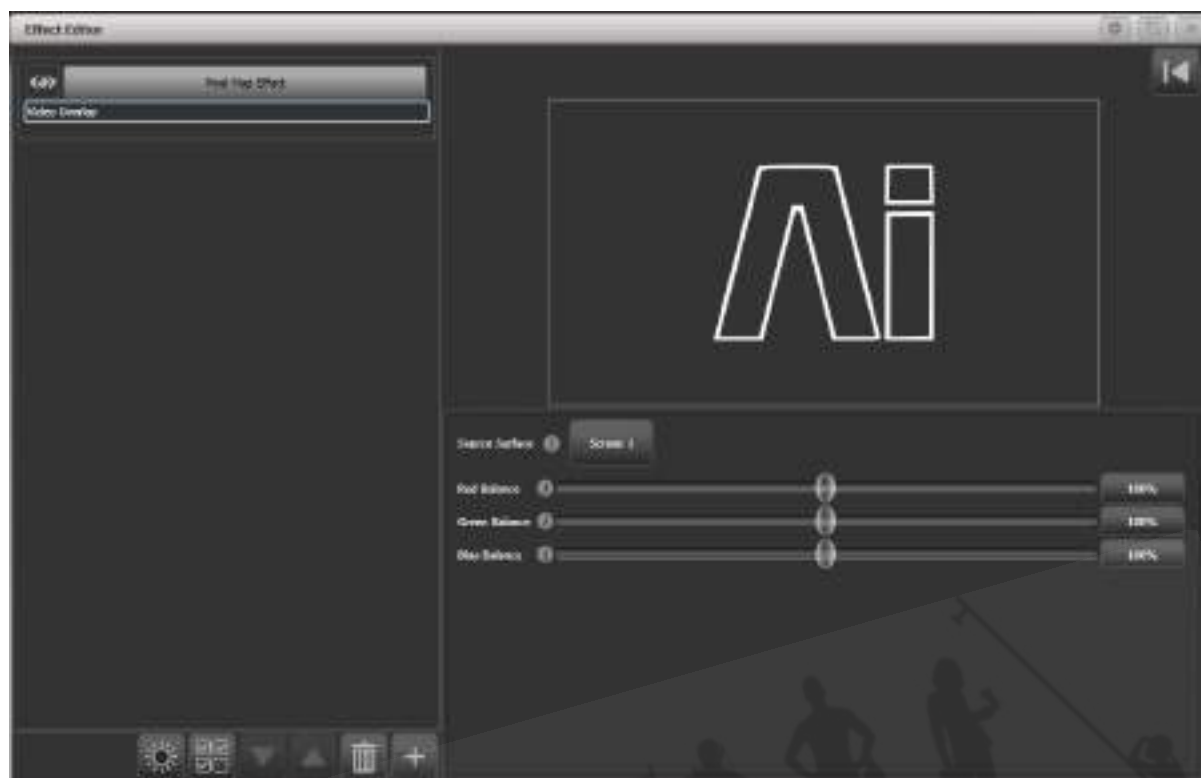 Effect Editor
Pixel Map Effect
Video Overlay
Ai
Source Surface
Screen 1
Red Balance
100%
Green Balance
100%
Blue Balance
100%